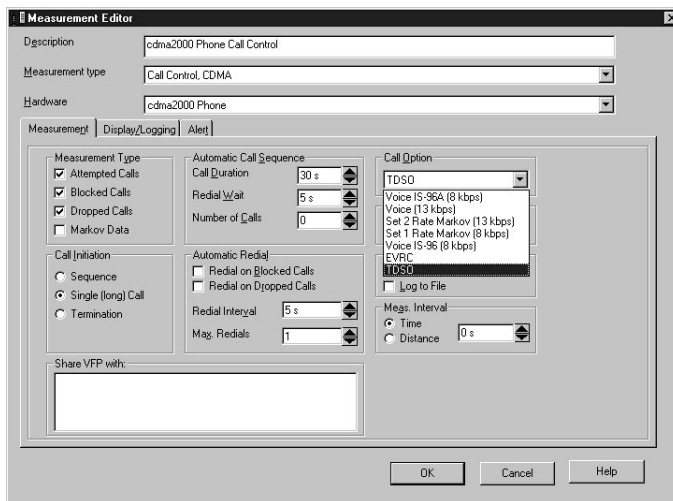 Measurement Editor
Description
cdma2000 Phone Call Control
Measurement type
Call Control, CDMA
Hardware
cdma2000 Phone
Measurement
Display/Logging
Alert
Measurement Type
Attempted Calls
Blocked Calls
Dropped Calls
Markov Data
Call Initiation
Sequence
Single (long) Call
Termination
Automatic Call Sequence
Call Duration
30 s
Redial Wait
5 s
Number of Calls
0
Automatic Redial
Redial on Blocked Calls
Redial on Dropped Calls
Redial Interval
5 s
Max. Redials
1
Call Option
TDSO
Voice IS-96A (8 kbps)
Voice (13 kbps)
Set 2 Rate Markov (13 kbps)
Set 1 Rate Markov (8 kbps)
Voice IS-96 (8 kbps)
EVRC
TDSO
Log to File
Meas. Interval
Time
Distance
0 s
Share VFP with:
OK
Cancel
Help